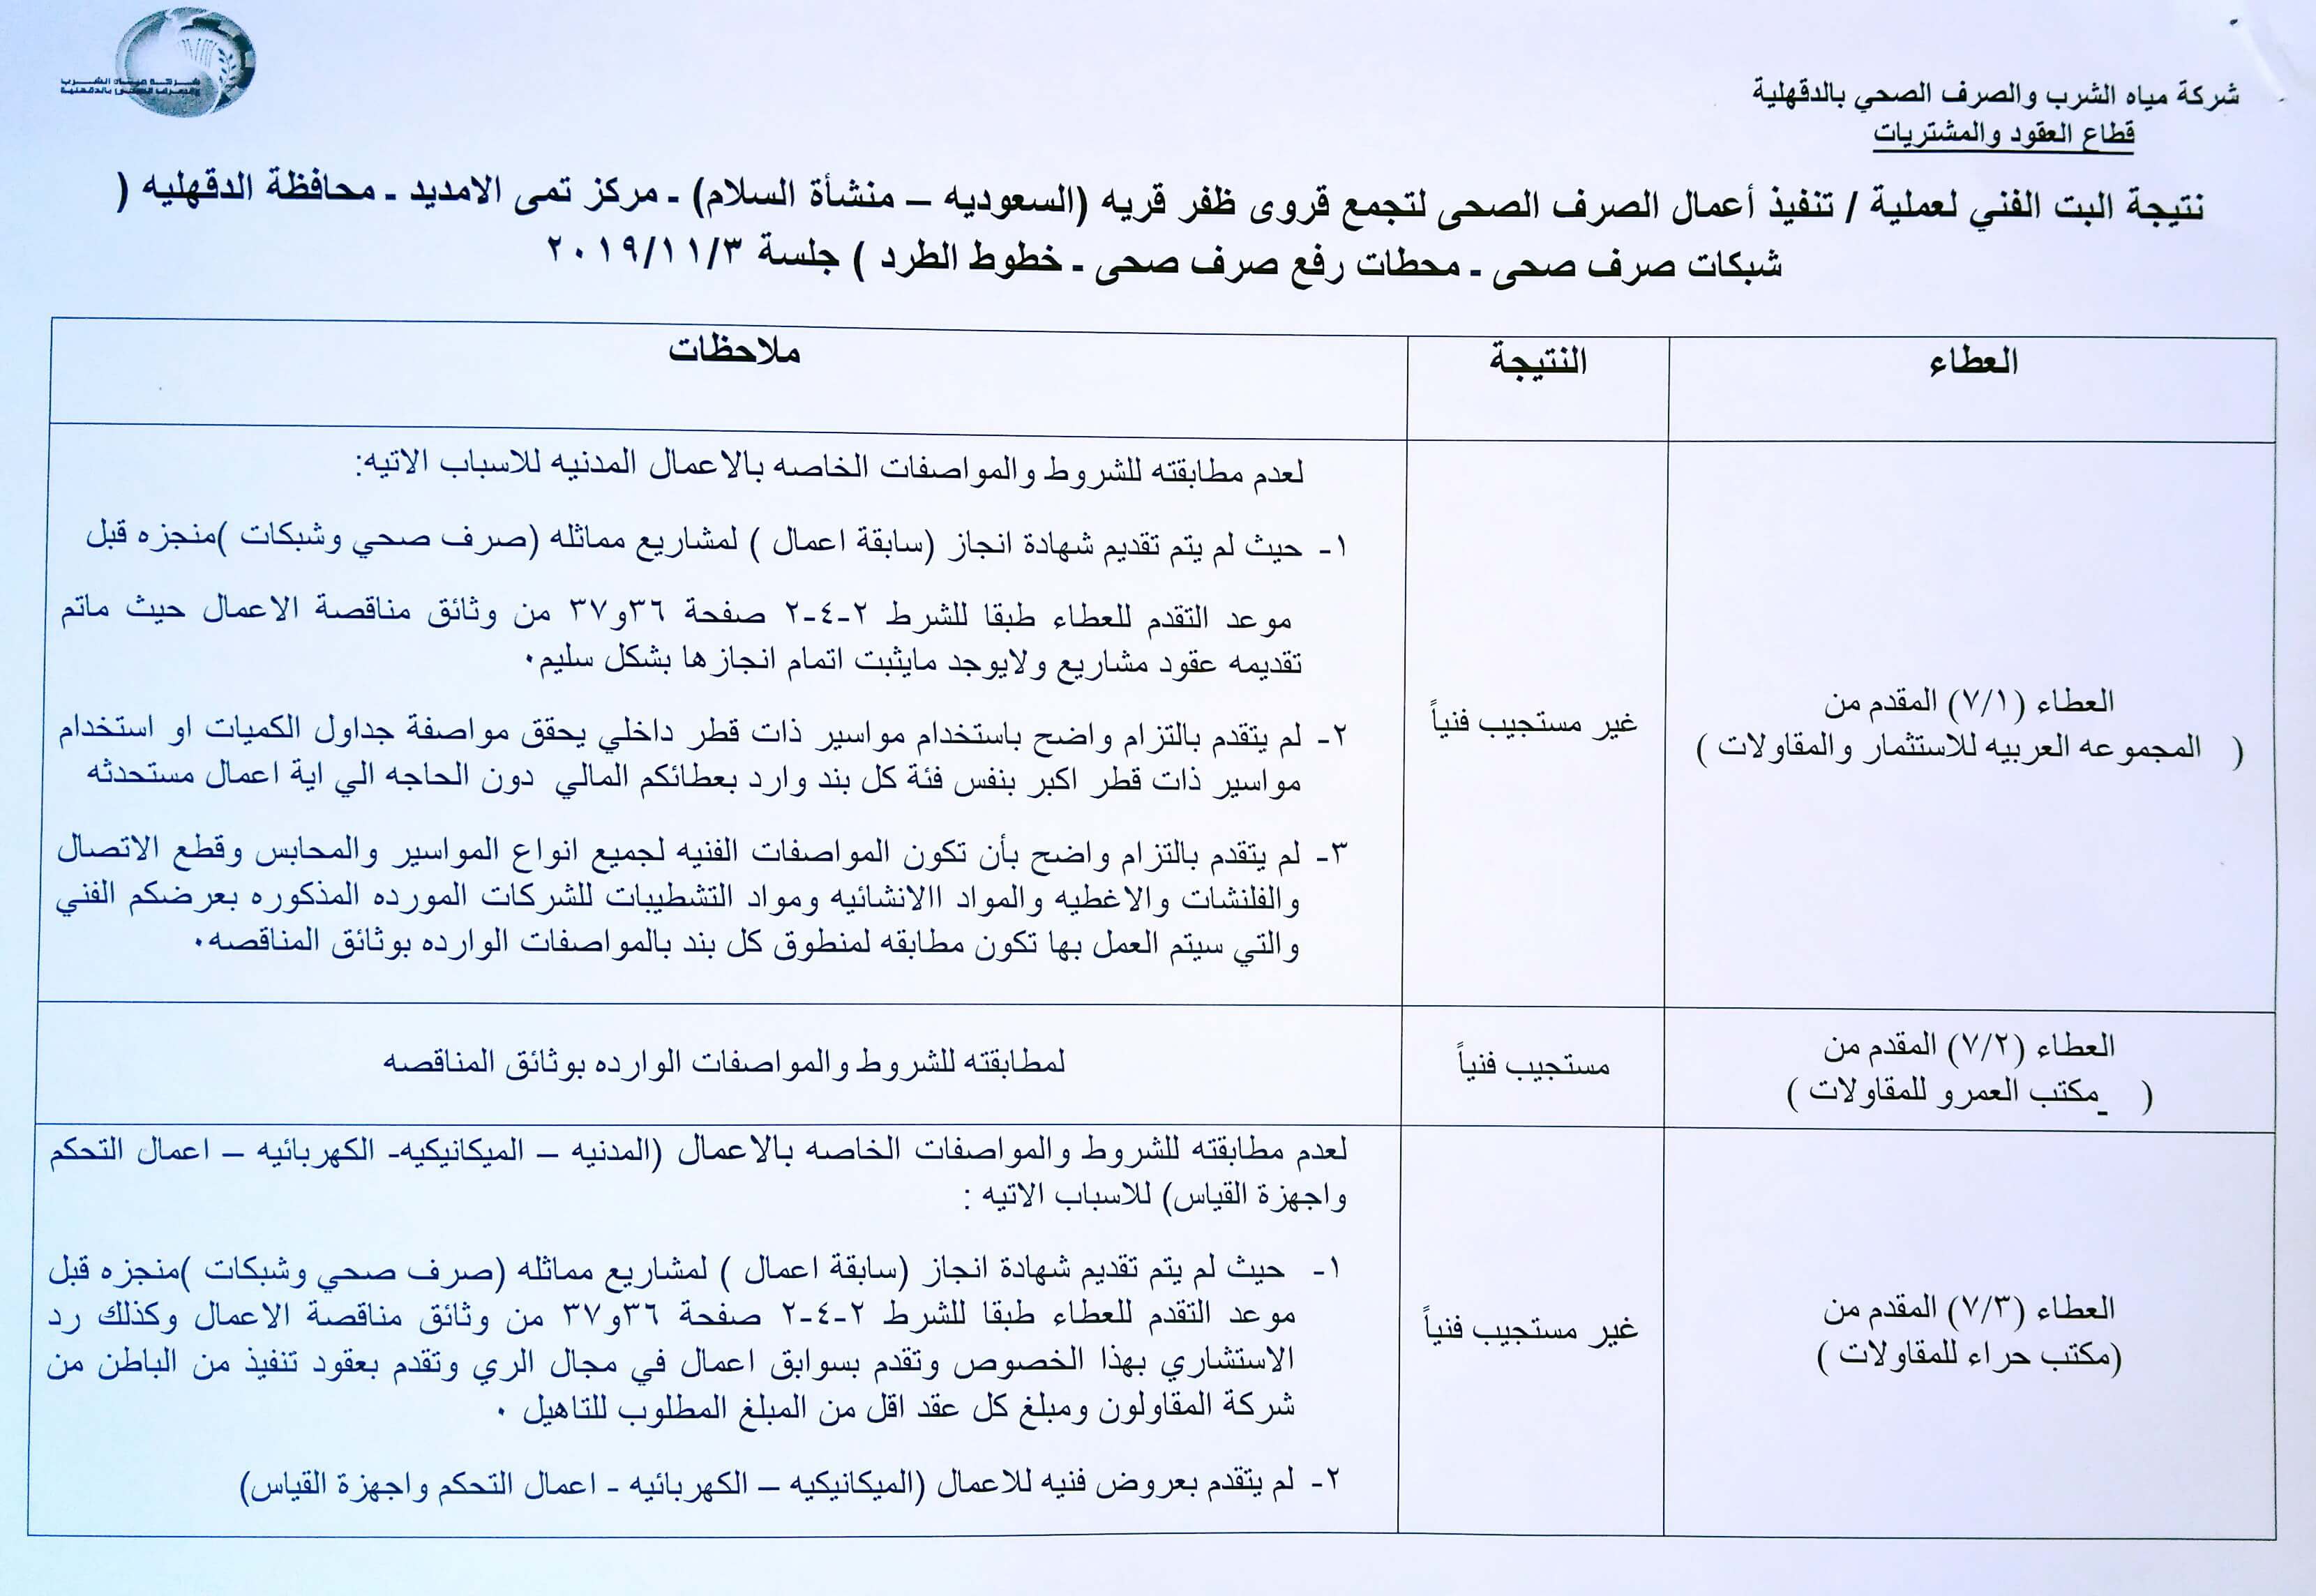 شركة مياه الشرب
والصرف الصحى بالدقهلية
شركة مياه الشرب والصرف الصحي بالدقهلية
قطاع العقود والمشتريات
نتيجة البت الفني لعملية / تنفيذ أعمال الصرف الصحى لتجمع قروى ظفر قريه (السعوديه – منشأة السلام) - مركز تمى الامديد - محافظة الدقهليه (
شبكات صرف صحى - محطات رفع صرف صحى - خطوط الطرد ) جلسة ٢٠١٩/١١/٣
العطاء النتيجة ملاحظات
العطاء (٧/١) المقدم من
( المجموعه العربيه للاستثمار والمقاولات )
غير مستجيب فنياً
لعدم مطابقته للشروط والمواصفات الخاصه بالاعمال المدنيه للاسباب الاتيه:
١- حيث لم يتم تقديم شهادة انجاز (سابقة اعمال ) لمشاريع مماثله (صرف صحي وشبكات )منجزه قبل
موعد التقدم للعطاء طبقا للشرط ٢-٤-٢ صفحة ٣٦و٣٧ من وثائق مناقصة الاعمال حيث ماتم
تقديمه عقود مشاريع ولايوجد مايثبت اتمام انجازها بشكل سليم٠
٢- لم يتقدم بالتزام واضح باستخدام مواسير ذات قطر داخلي يحقق مواصفة جداول الكميات او استخدام
مواسير ذات قطر اكبر بنفس فئة كل بند وارد بعطائكم المالي دون الحاجه الي اية اعمال مستحدثه
٣- لم يتقدم بالتزام واضح بأن تكون المواصفات الفنيه لجميع انواع المواسير والمحابس وقطع الاتصال
والفلنشات والاغطيه والمواد االانشائيه ومواد التشطيبات للشركات المورده المذكوره بعرضكم الفني
والتي سيتم العمل بها تكون مطابقه لمنطوق كل بند بالمواصفات الوارده بوثائق المناقصه٠
العطاء (٧/٢) المقدم من
( _مكتب العمرو للمقاولات )
مستجيب فنياً
لمطابقته للشروط والمواصفات الوارده بوثائق المناقصه
العطاء (٧/٣) المقدم من
(مكتب حراء للمقاولات )
غير مستجيب فنياً
لعدم مطابقته للشروط والمواصفات الخاصه بالاعمال (المدنيه – الميكانيكيه- الكهربائيه – اعمال التحكم
واجهزة القياس) للاسباب الاتيه :
١- حيث لم يتم تقديم شهادة انجاز (سابقة اعمال ) لمشاريع مماثله (صرف صحي وشبكات )منجزه قبل
موعد التقدم للعطاء طبقا للشرط ٢-٤-٢ صفحة ٣٦و٣٧ من وثائق مناقصة الاعمال وكذلك رد
الاستشاري بهذا الخصوص وتقدم بسوابق اعمال في مجال الري وتقدم بعقود تنفيذ من الباطن من
شركة المقاولون ومبلغ كل عقد اقل من المبلغ المطلوب للتاهيل ٠
٢- لم يتقدم بعروض فنيه للاعمال (الميكانيكيه – الكهربائيه - اعمال التحكم واجهزة القياس)